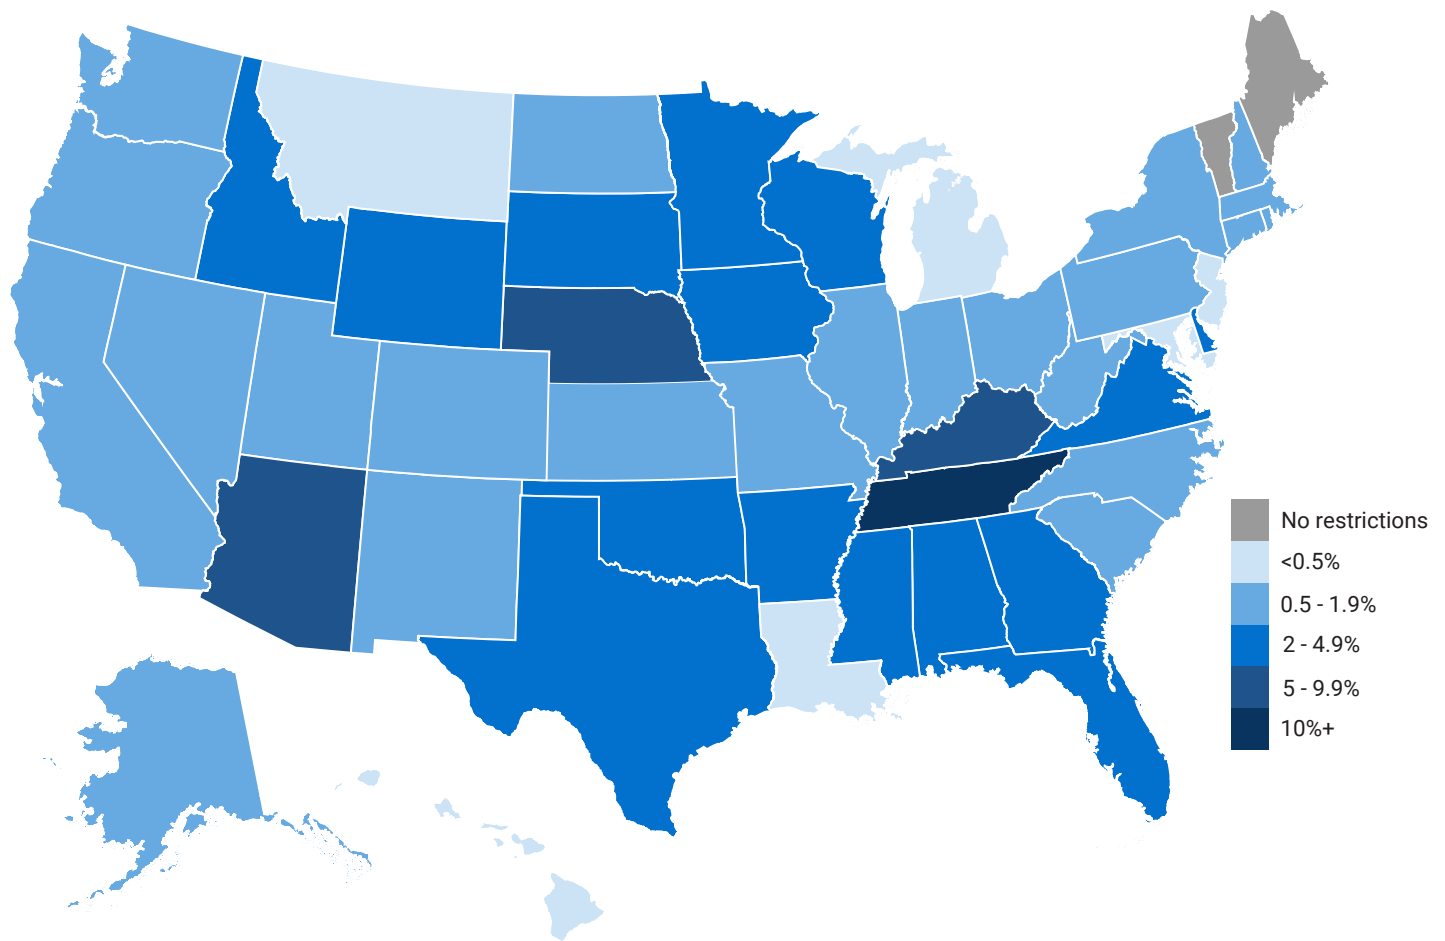 No restrictions
<0.5%
0.5 - 1.9%
2 - 4.9%
5 - 9.9%
10%+